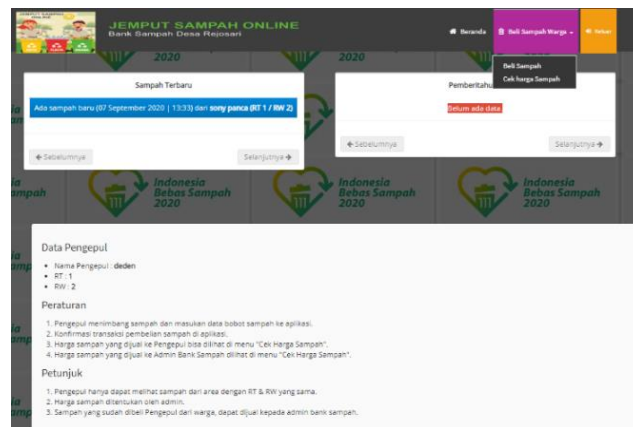 JEMPUT SAMPAH ONLINE
Bank Sampah Desa Rejosari
Beranda
Beli Sampah Warga
Keluar
Beli Sampah
Cek harga Sampah
2020
2020
Sampah Terbaru
Ada sampah baru (07 September 2020 | 13:33) dari sony panca (RT 1 / RW 2)
Sebelumnya
Selanjutnya
Belum ada data
Sebelumnya
Selanjutnya
Indonesia
Bebas Sampah
2020
Indonesia
Bebas Sampah
2020
Indonesia
Bebas Sampah
2020
Data Pengepul
• Nama Pengepul : deden
• RT : 1
• RW : 2
Peraturan
1. Pengepul menimbang sampah dan masukan data bobot sampah ke aplikasi.
2. Konfirmasi transaksi pembelian sampah di aplikasi.
3. Harga sampah yang dijual ke Pengepul bisa dilihat di menu "Cek Harga Sampah".
4. Harga sampah yang dijual ke Admin Bank Sampah dilihat di menu "Cek Harga Sampah".
Petunjuk
1. Pengepul hanya dapat melihat sampah dari area dengan RT & RW yang sama.
2. Harga sampah ditentukan oleh admin.
3. Sampah yang sudah dibeli Pengepul dari warga, dapat dijual kepada admin bank sampah.